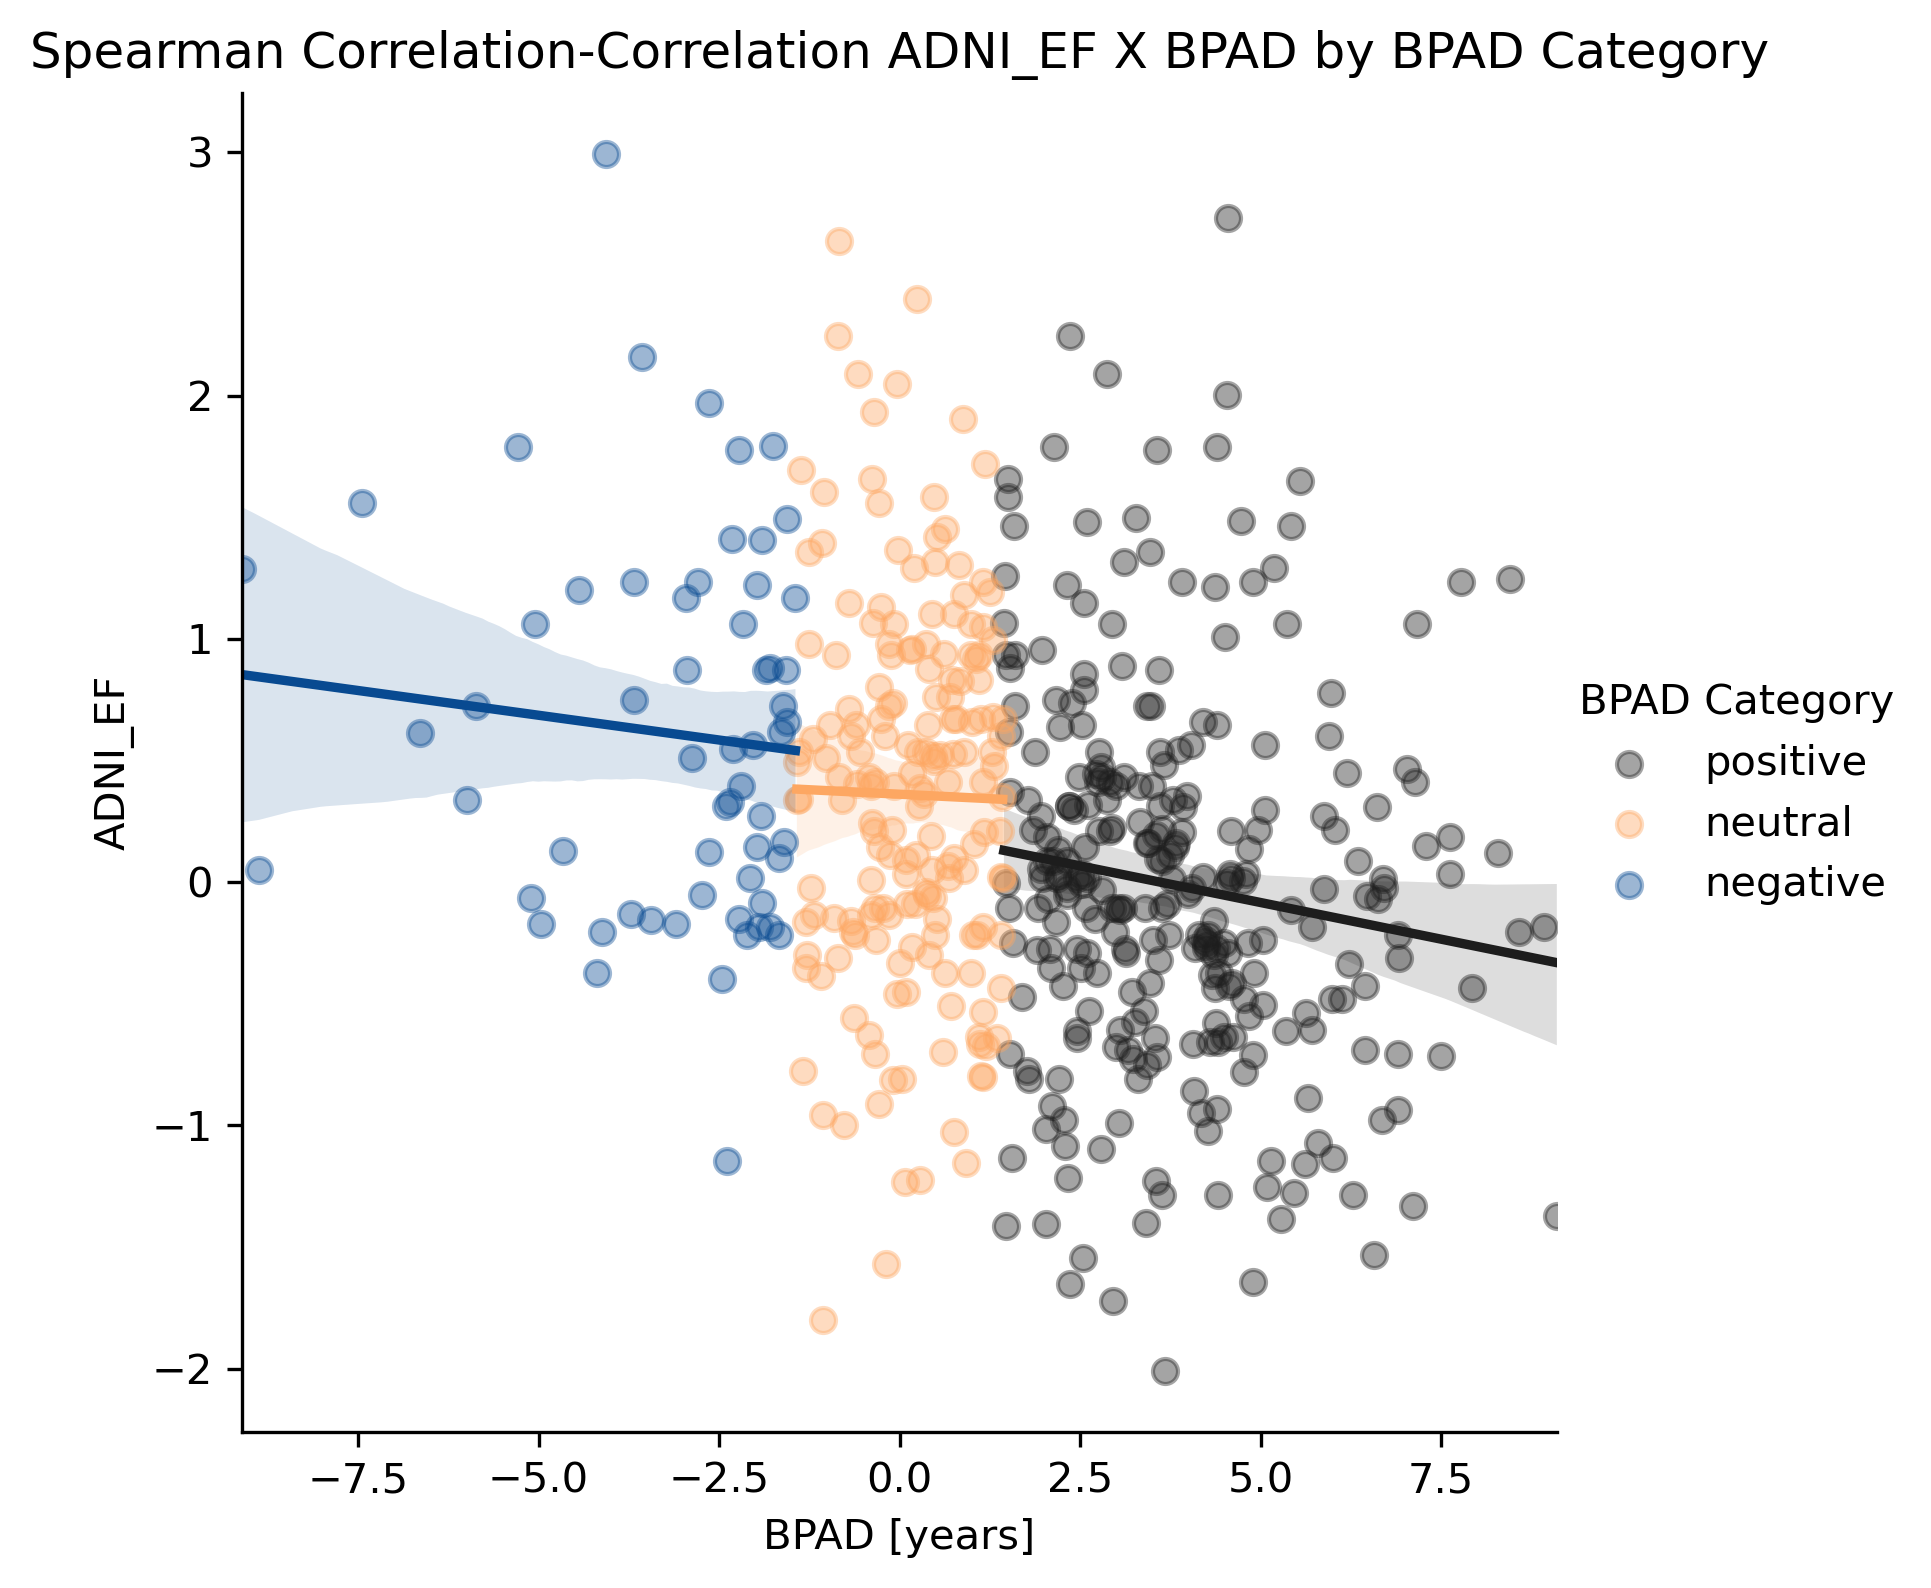 Spearman Correlation-Correlation ADNI_EF X BPAD by BPAD Category
3
2
1
0
−1
−2
ADNI_EF
−7.5
−5.0
−2.5
0.0
2.5
5.0
7.5
BPAD [years]
BPAD Category
positive
neutral
negative